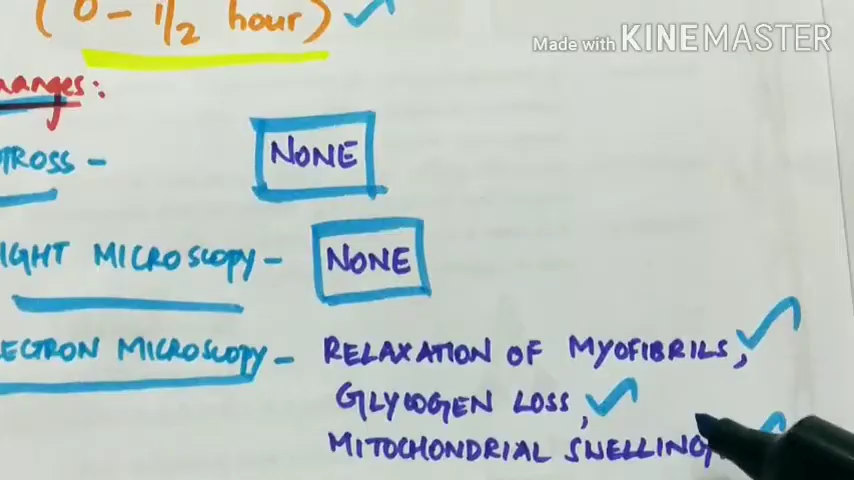 (0 - 1/2 hour)
Made with KINEMASTER
hanges:
ROSS - NONE
IGHT MICROSCOPY - NONE
ECTRON MICROSCOPY - RELAXATION OF MYOFIBRILS,
GLYCOGEN LOSS,
MITOCHONDRIAL SWELLING